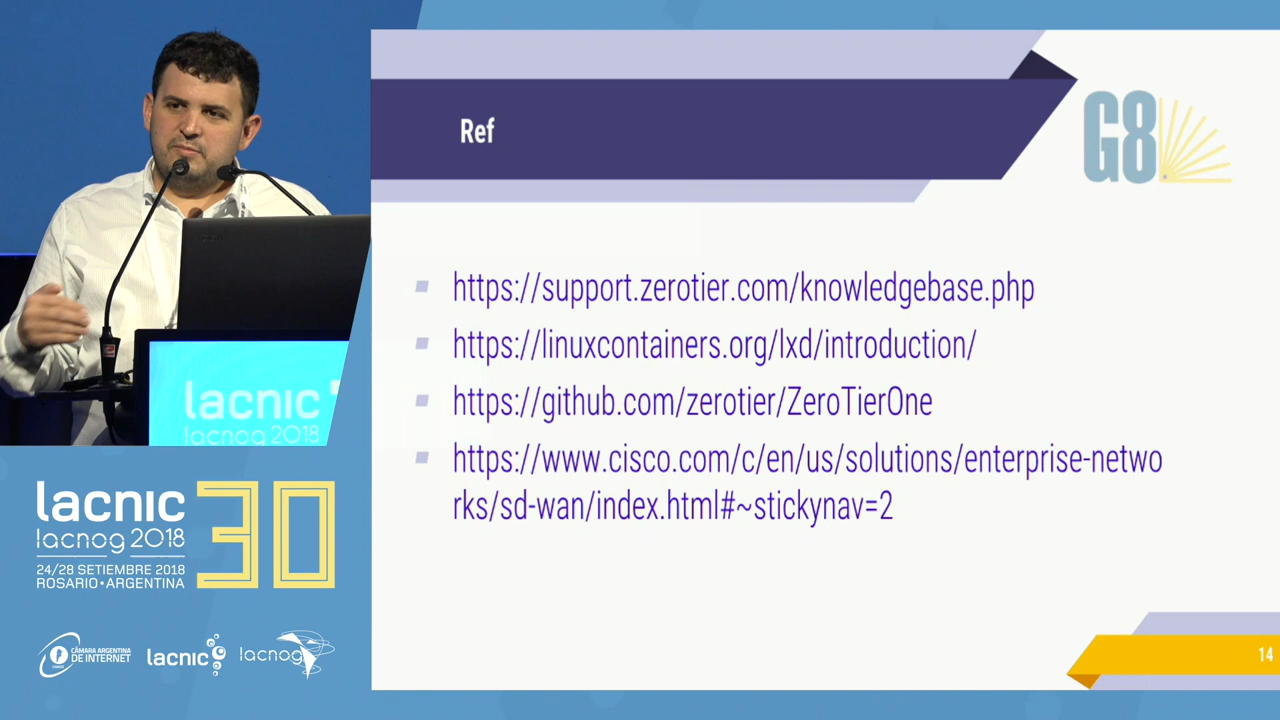 Ref
G8
https://support.zerotier.com/knowledgebase.php
https://linuxcontainers.org/lxd/introduction/
https://github.com/zerotier/ZeroTierOne
https://www.cisco.com/c/en/us/solutions/enterprise-netwo
rks/sd-wan/index.html#~stickynav=2
14
lacnic
lacnog 2018
lacnic 30
lacnog 2018
24/28 SETIEMBRE 2018
ROSARIO•ARGENTINA
CÁMARA ARGENTINA
DE INTERNET
lacnic
lacnog